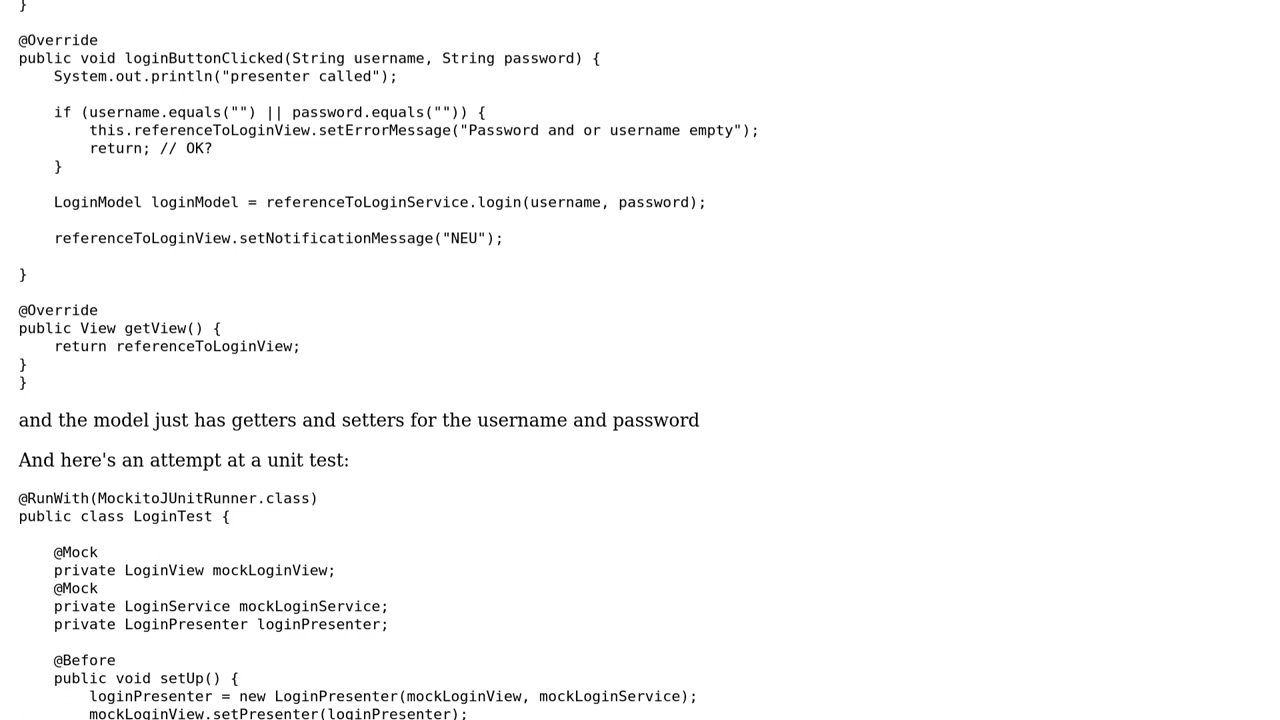 }
@Override
public void loginButtonClicked(String username, String password) {
    System.out.println("presenter called");
    if (username.equals("") || password.equals("")) {
        this.referenceToLoginView.setErrorMessage("Password and or username empty");
        return; // OK?
    }
    LoginModel loginModel = referenceToLoginService.login(username, password);
    referenceToLoginView.setNotificationMessage("NEU");
}
@Override
public View getView() {
    return referenceToLoginView;
}
}
and the model just has getters and setters for the username and password
And here's an attempt at a unit test:
@RunWith(MockitoJUnitRunner.class)
public class LoginTest {
    @Mock
    private LoginView mockLoginView;
    @Mock
    private LoginService mockLoginService;
    private LoginPresenter loginPresenter;
    @Before
    public void setUp() {
        loginPresenter = new LoginPresenter(mockLoginView, mockLoginService);
        mockLoginView.setPresenter(loginPresenter);